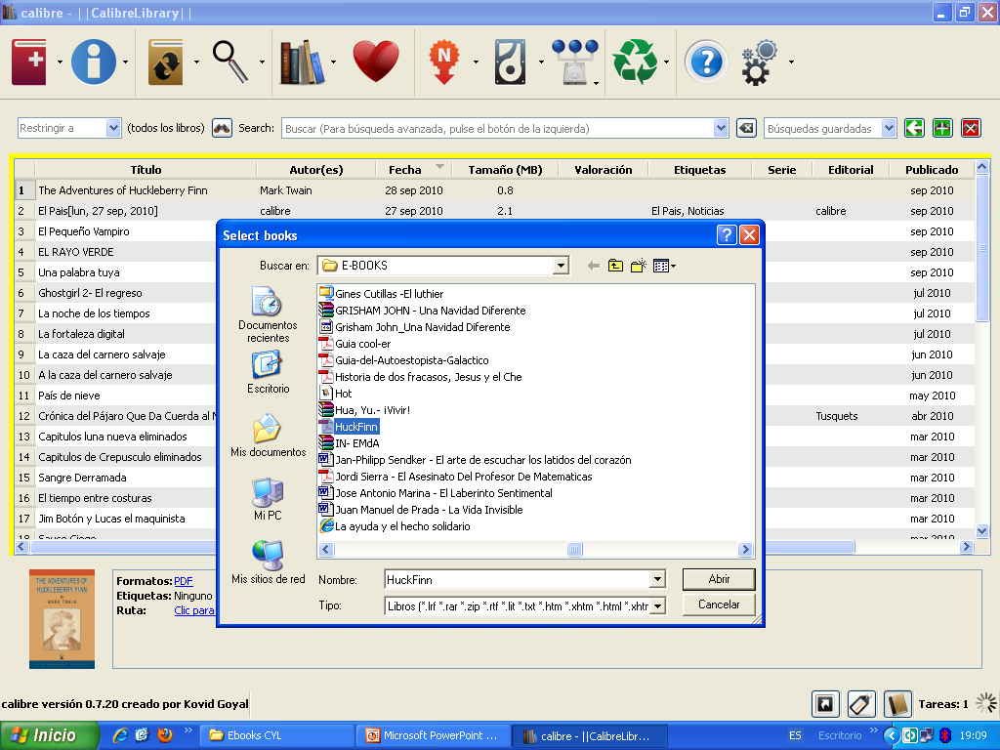 calibre - ||CalibreLibrary||
N
Restringir a
(todos los libros)
Search:
Buscar (Para búsqueda avanzada, pulse el botón de la izquierda)
Búsquedas guardadas
Título Autor(es) Fecha Tamaño (MB) Valoración Etiquetas Serie Editorial Publicado
1 The Adventures of Huckleberry Finn Mark Twain 28 sep 2010 0.8 sep 2010
2 El Pais[lun, 27 sep, 2010] calibre 27 sep 2010 2.1 El Pais, Noticias calibre sep 2010
3 El Pequeño Vampiro sep 2010
4 EL RAYO VERDE sep 2010
5 Una palabra tuya sep 2010
6 Ghostgirl 2- El regreso jul 2010
7 La noche de los tiempos jul 2010
8 La fortaleza digital jul 2010
9 La caza del carnero salvaje jun 2010
10 A la caza del carnero salvaje jun 2010
11 País de nieve may 2010
12 Crónica del Pájaro Que Da Cuerda al Tusquets abr 2010
13 Capitulos luna nueva eliminados mar 2010
14 Capitulos de Crepusculo eliminados mar 2010
15 Sangre Derramada mar 2010
16 El tiempo entre costuras mar 2010
17 Jim Botón y Lucas el maquinista mar 2010
18 Sauce Ciego mar 2010
Select books
Buscar en:
E-BOOKS
Documentos recientes
Escritorio
Mis documentos
Mi PC
Mis sitios de red
Gines Cutillas -El luthier
GRISHAM JOHN - Una Navidad Diferente
Grisham John_Una Navidad Diferente
Guia cool-er
Guia-del-Autoestopista-Galactico
Historia de dos fracasos, Jesus y el Che
Hot
Hua, Yu.- ¡Vivir!
HuckFinn
IN- EMdA
Jan-Philipp Sendker - El arte de escuchar los latidos del corazón
Jordi Sierra - El Asesinato Del Profesor De Matematicas
Jose Antonio Marina - El Laberinto Sentimental
Juan Manuel de Prada - La Vida Invisible
La ayuda y el hecho solidario
Nombre:
HuckFinn
Abrir
Tipo:
Libros (*.lrf *.rar *.zip *.rtf *.lit *.txt *.htm *.xhtm *.html *.xhtr
Cancelar
THE ADVENTURES OF
HUCKLEBERRY FINN
MARK TWAIN
Formatos: PDF
Etiquetas: Ninguno
Ruta: Clic para
calibre versión 0.7.20 creado por Kovid Goyal
Tareas: 1
Inicio
Ebooks CYL
Microsoft PowerPoint ...
calibre - ||CalibreLibr...
ES
Escritorio
19:09